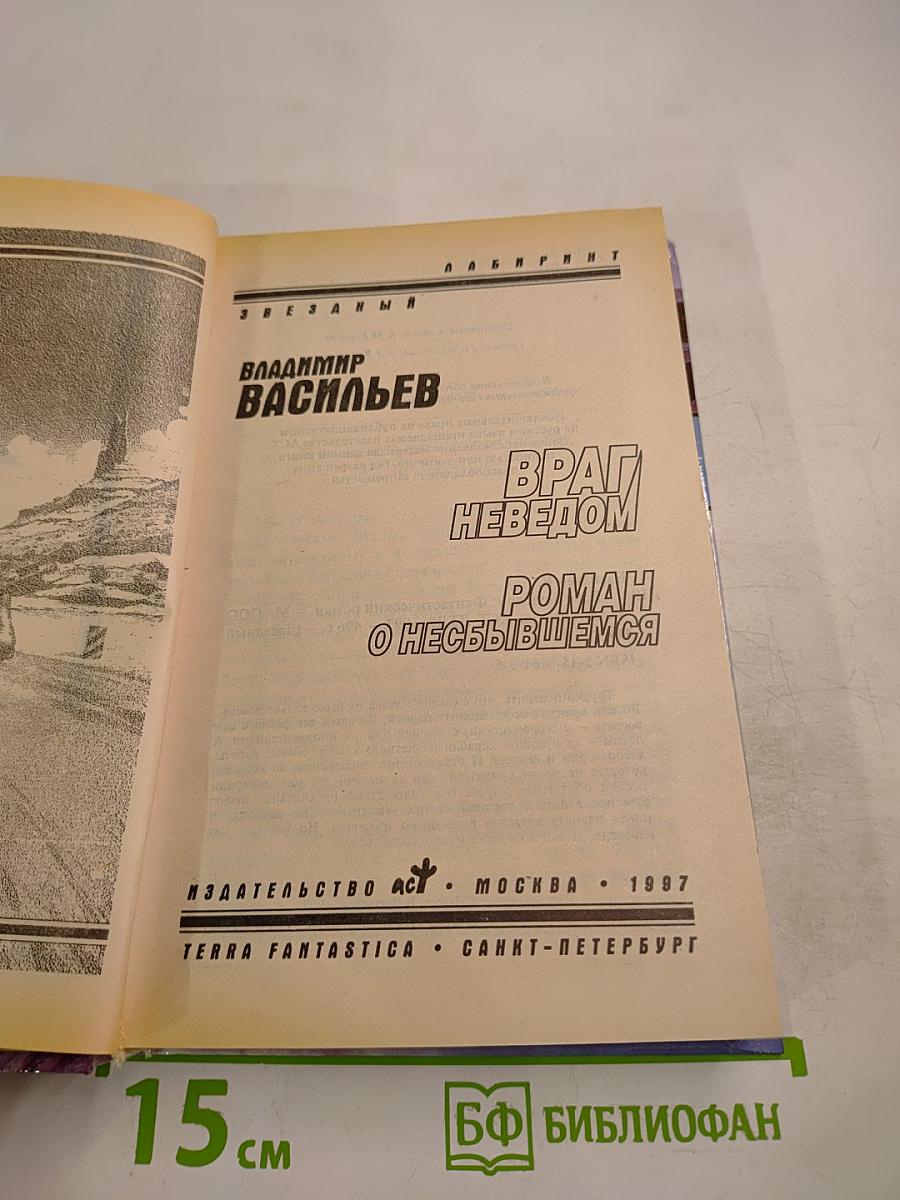 ЛАБИРИНТ
ЗВЕЗДНЫЙ
ВЛАДИМИР
ВАСИЛЬЕВ
ВРАГ
НЕВЕДОМ
РОМАН
О НЕСБЫВШЕМСЯ
ИЗДАТЕЛЬСТВО АСТ • МОСКВА • 1997
TERRA FANTASTICA • САНКТ-ПЕТЕРБУРГ
15 см
БФ БИБЛИОФАН